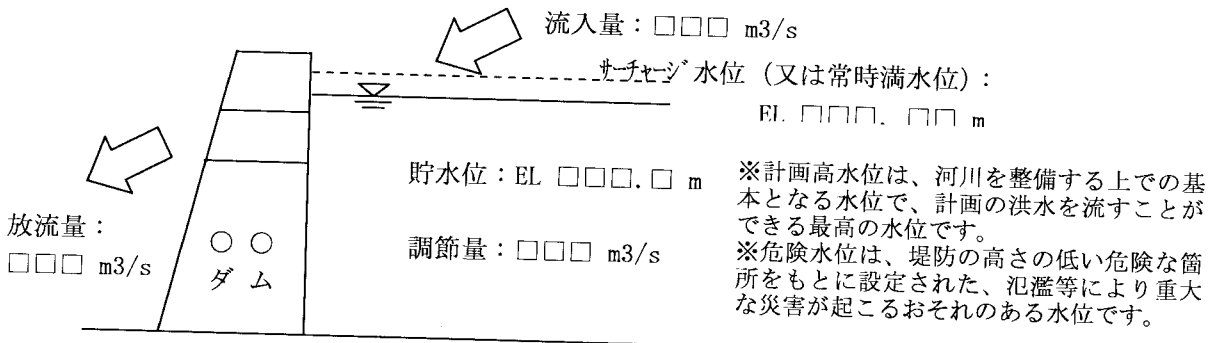 流入量：□□□ m3/s
サーチャージ水位（又は常時満水位）：
EL □□□. □□ m
貯水位：EL □□□.□ m
調節量：□□□ m3/s
放流量：
□□□ m3/s
○○
ダム
※計画高水位は、河川を整備する上での基
本となる水位で、計画の洪水を流すことが
できる最高の水位です。
※危険水位は、堤防の高さの低い危険な箇
所をもとに設定された、氾濫等により重大
な災害が起こるおそれのある水位です。